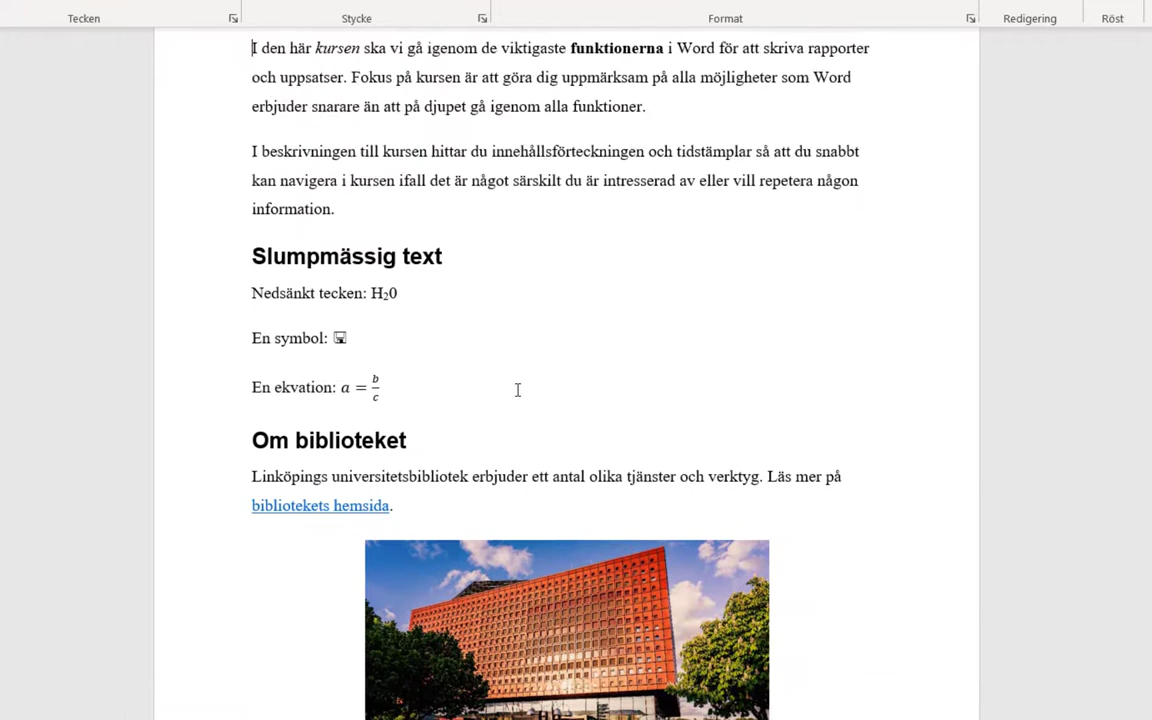 Tecken Stycke Format Redigering Röst
I den här kursen ska vi gå igenom de viktigaste funktionerna i Word för att skriva rapporter
och uppsatser. Fokus på kursen är att göra dig uppmärksam på alla möjligheter som Word
erbjuder snarare än att på djupet gå igenom alla funktioner.
I beskrivningen till kursen hittar du innehållsförteckningen och tidstämplar så att du snabbt
kan navigera i kursen ifall det är något särskilt du är intresserad av eller vill repetera någon
information.
Slumpmässig text
Nedsänkt tecken: H₂0
En symbol: 🖫
En ekvation: a = b/c
Om biblioteket
Linköpings universitetsbibliotek erbjuder ett antal olika tjänster och verktyg. Läs mer på
bibliotekets hemsida.